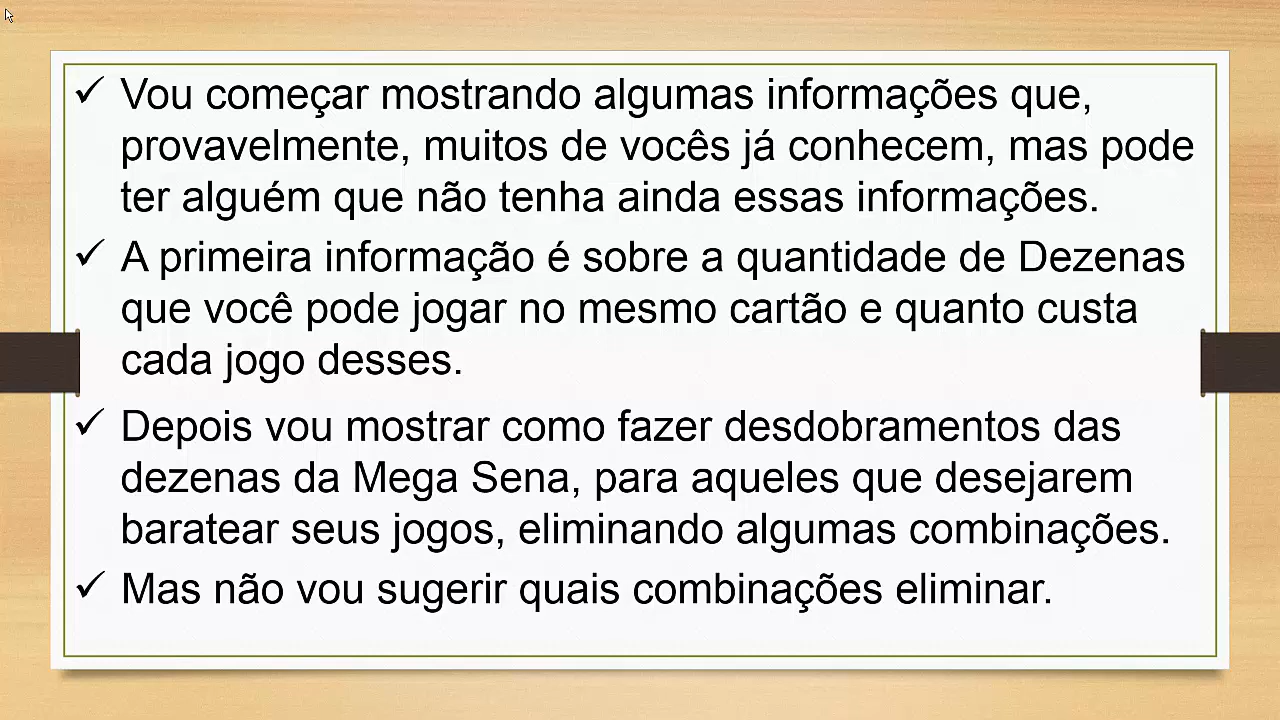 ✓ Vou começar mostrando algumas informações que,
provavelmente, muitos de vocês já conhecem, mas pode
ter alguém que não tenha ainda essas informações.
✓ A primeira informação é sobre a quantidade de Dezenas
que você pode jogar no mesmo cartão e quanto custa
cada jogo desses.
✓ Depois vou mostrar como fazer desdobramentos das
dezenas da Mega Sena, para aqueles que desejarem
baratear seus jogos, eliminando algumas combinações.
✓ Mas não vou sugerir quais combinações eliminar.